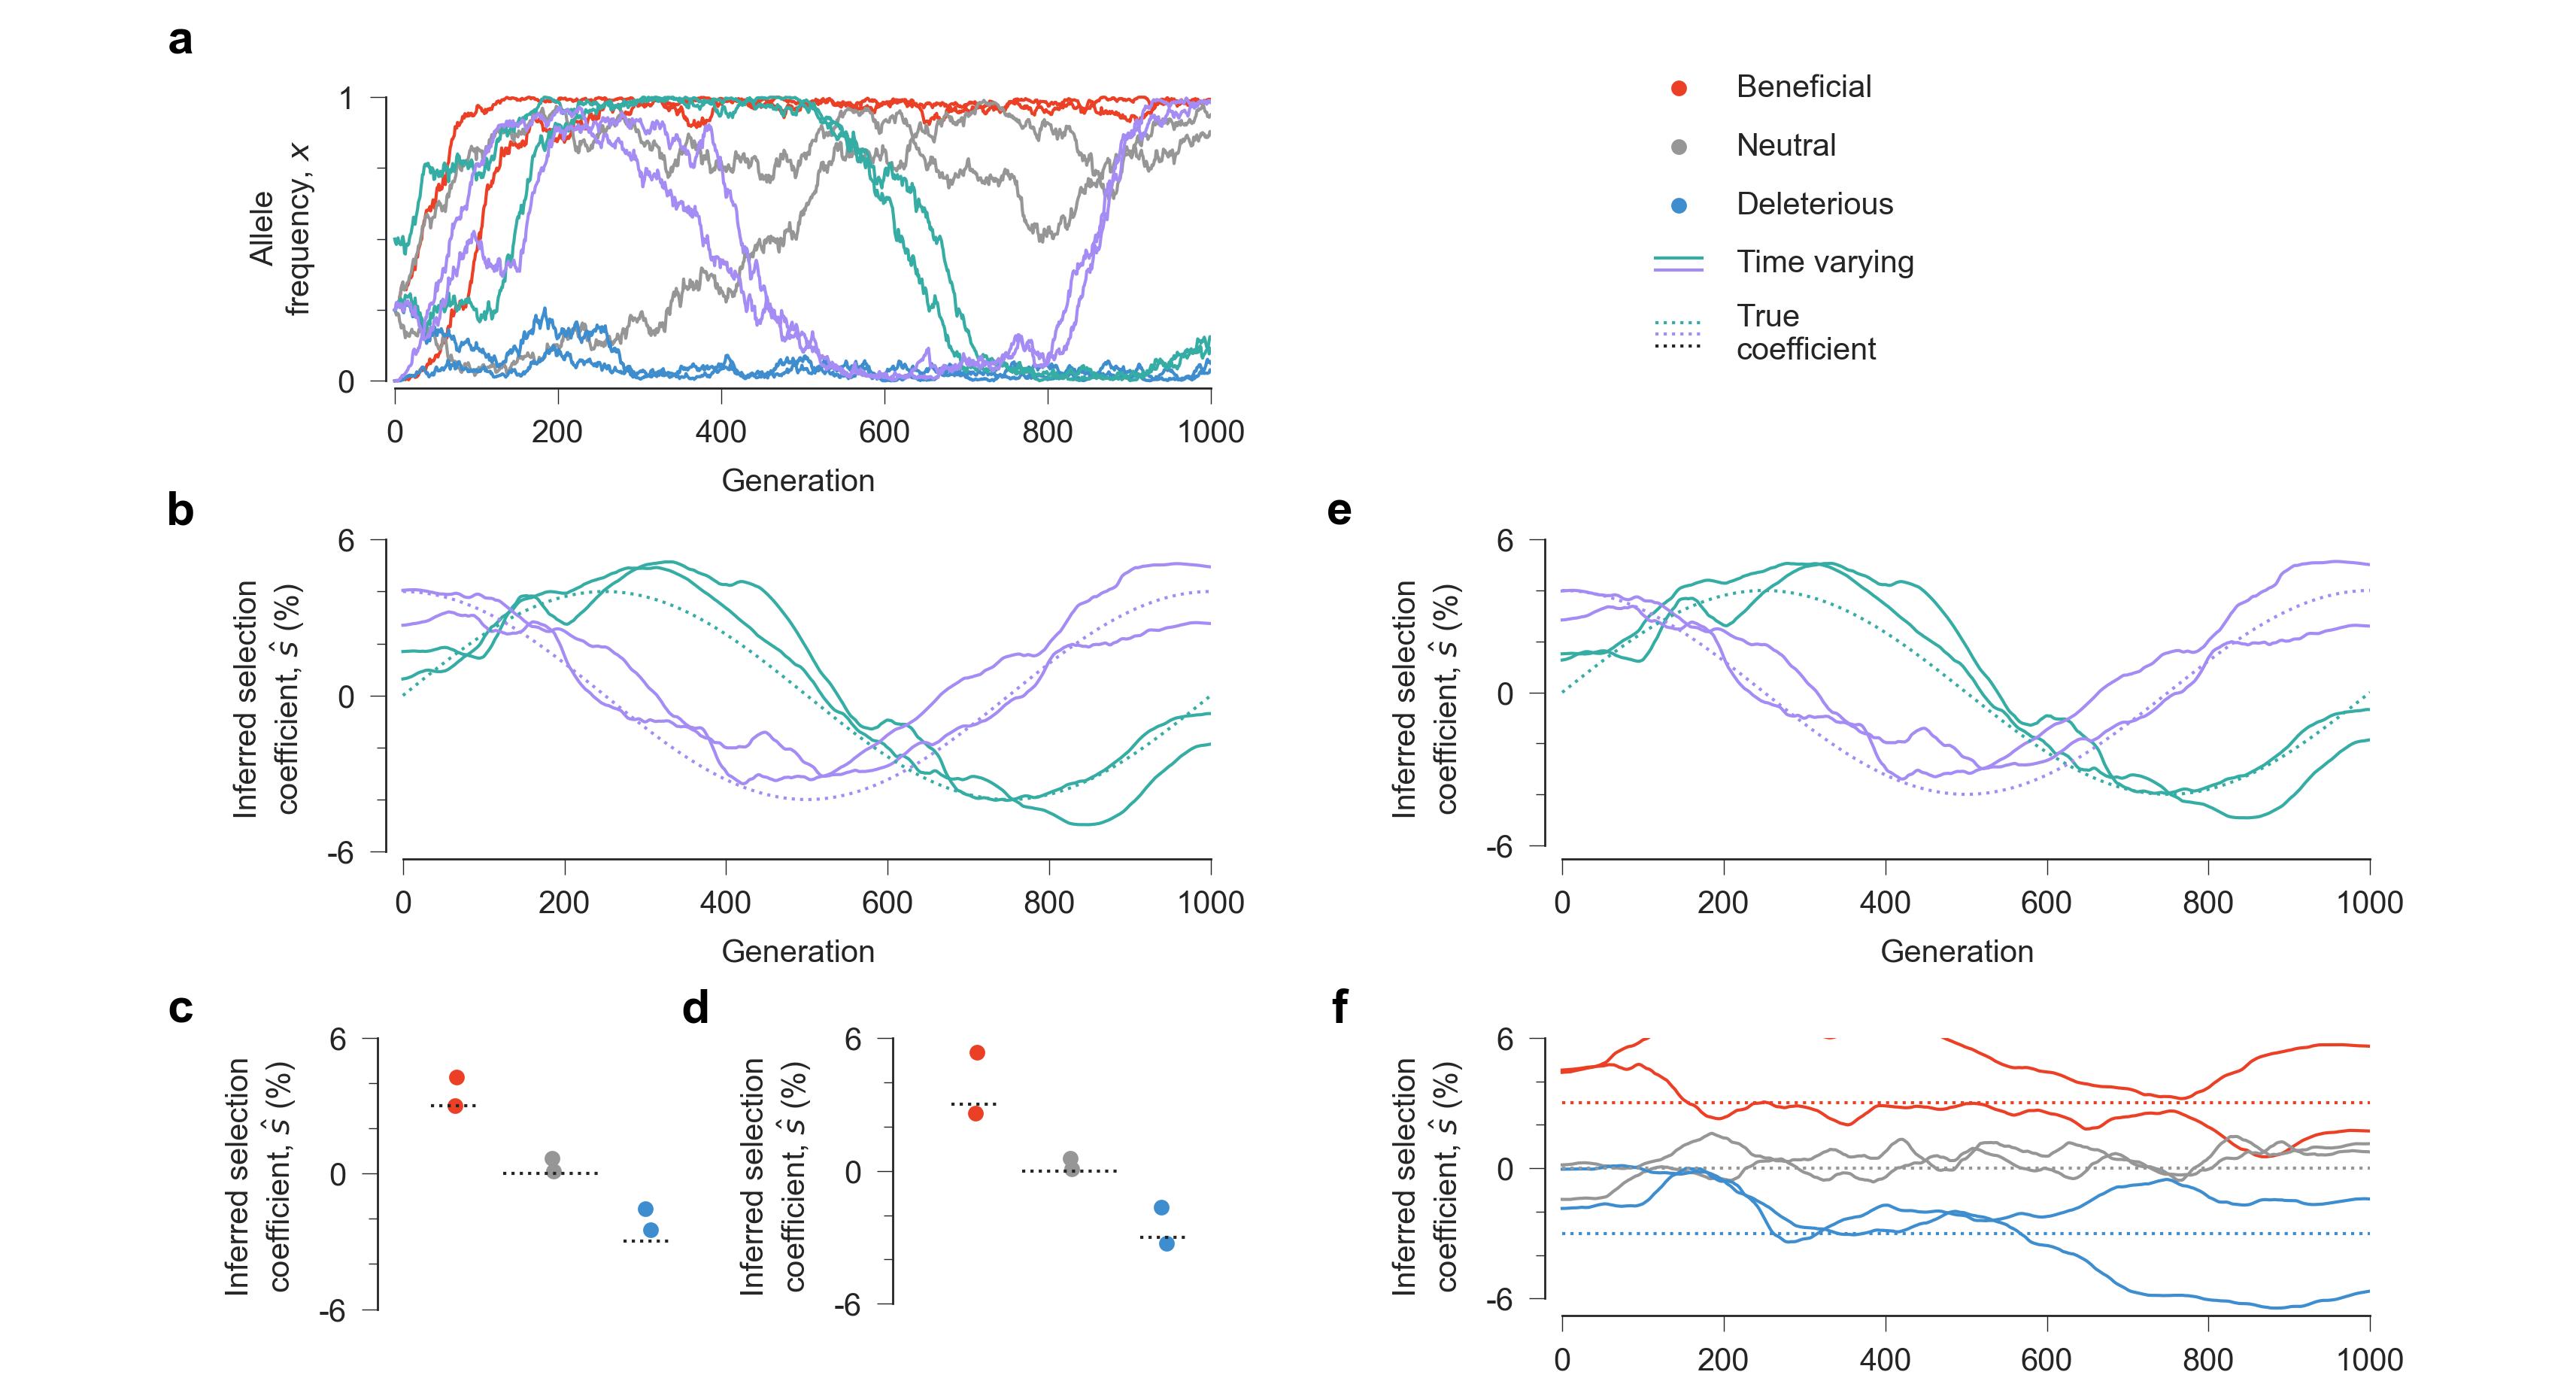 a
1
0
Allele
frequency, x
0 200 400 600 800 1000
Generation
Beneficial
Neutral
Deleterious
Time varying
True
coefficient
b
6
0
-6
Inferred selection
coefficient, ŝ (%)
0 200 400 600 800 1000
Generation
e
6
0
-6
Inferred selection
coefficient, ŝ (%)
0 200 400 600 800 1000
Generation
c
6
0
-6
Inferred selection
coefficient, ŝ (%)
d
6
0
-6
Inferred selection
coefficient, ŝ (%)
f
6
0
-6
Inferred selection
coefficient, ŝ (%)
0 200 400 600 800 1000